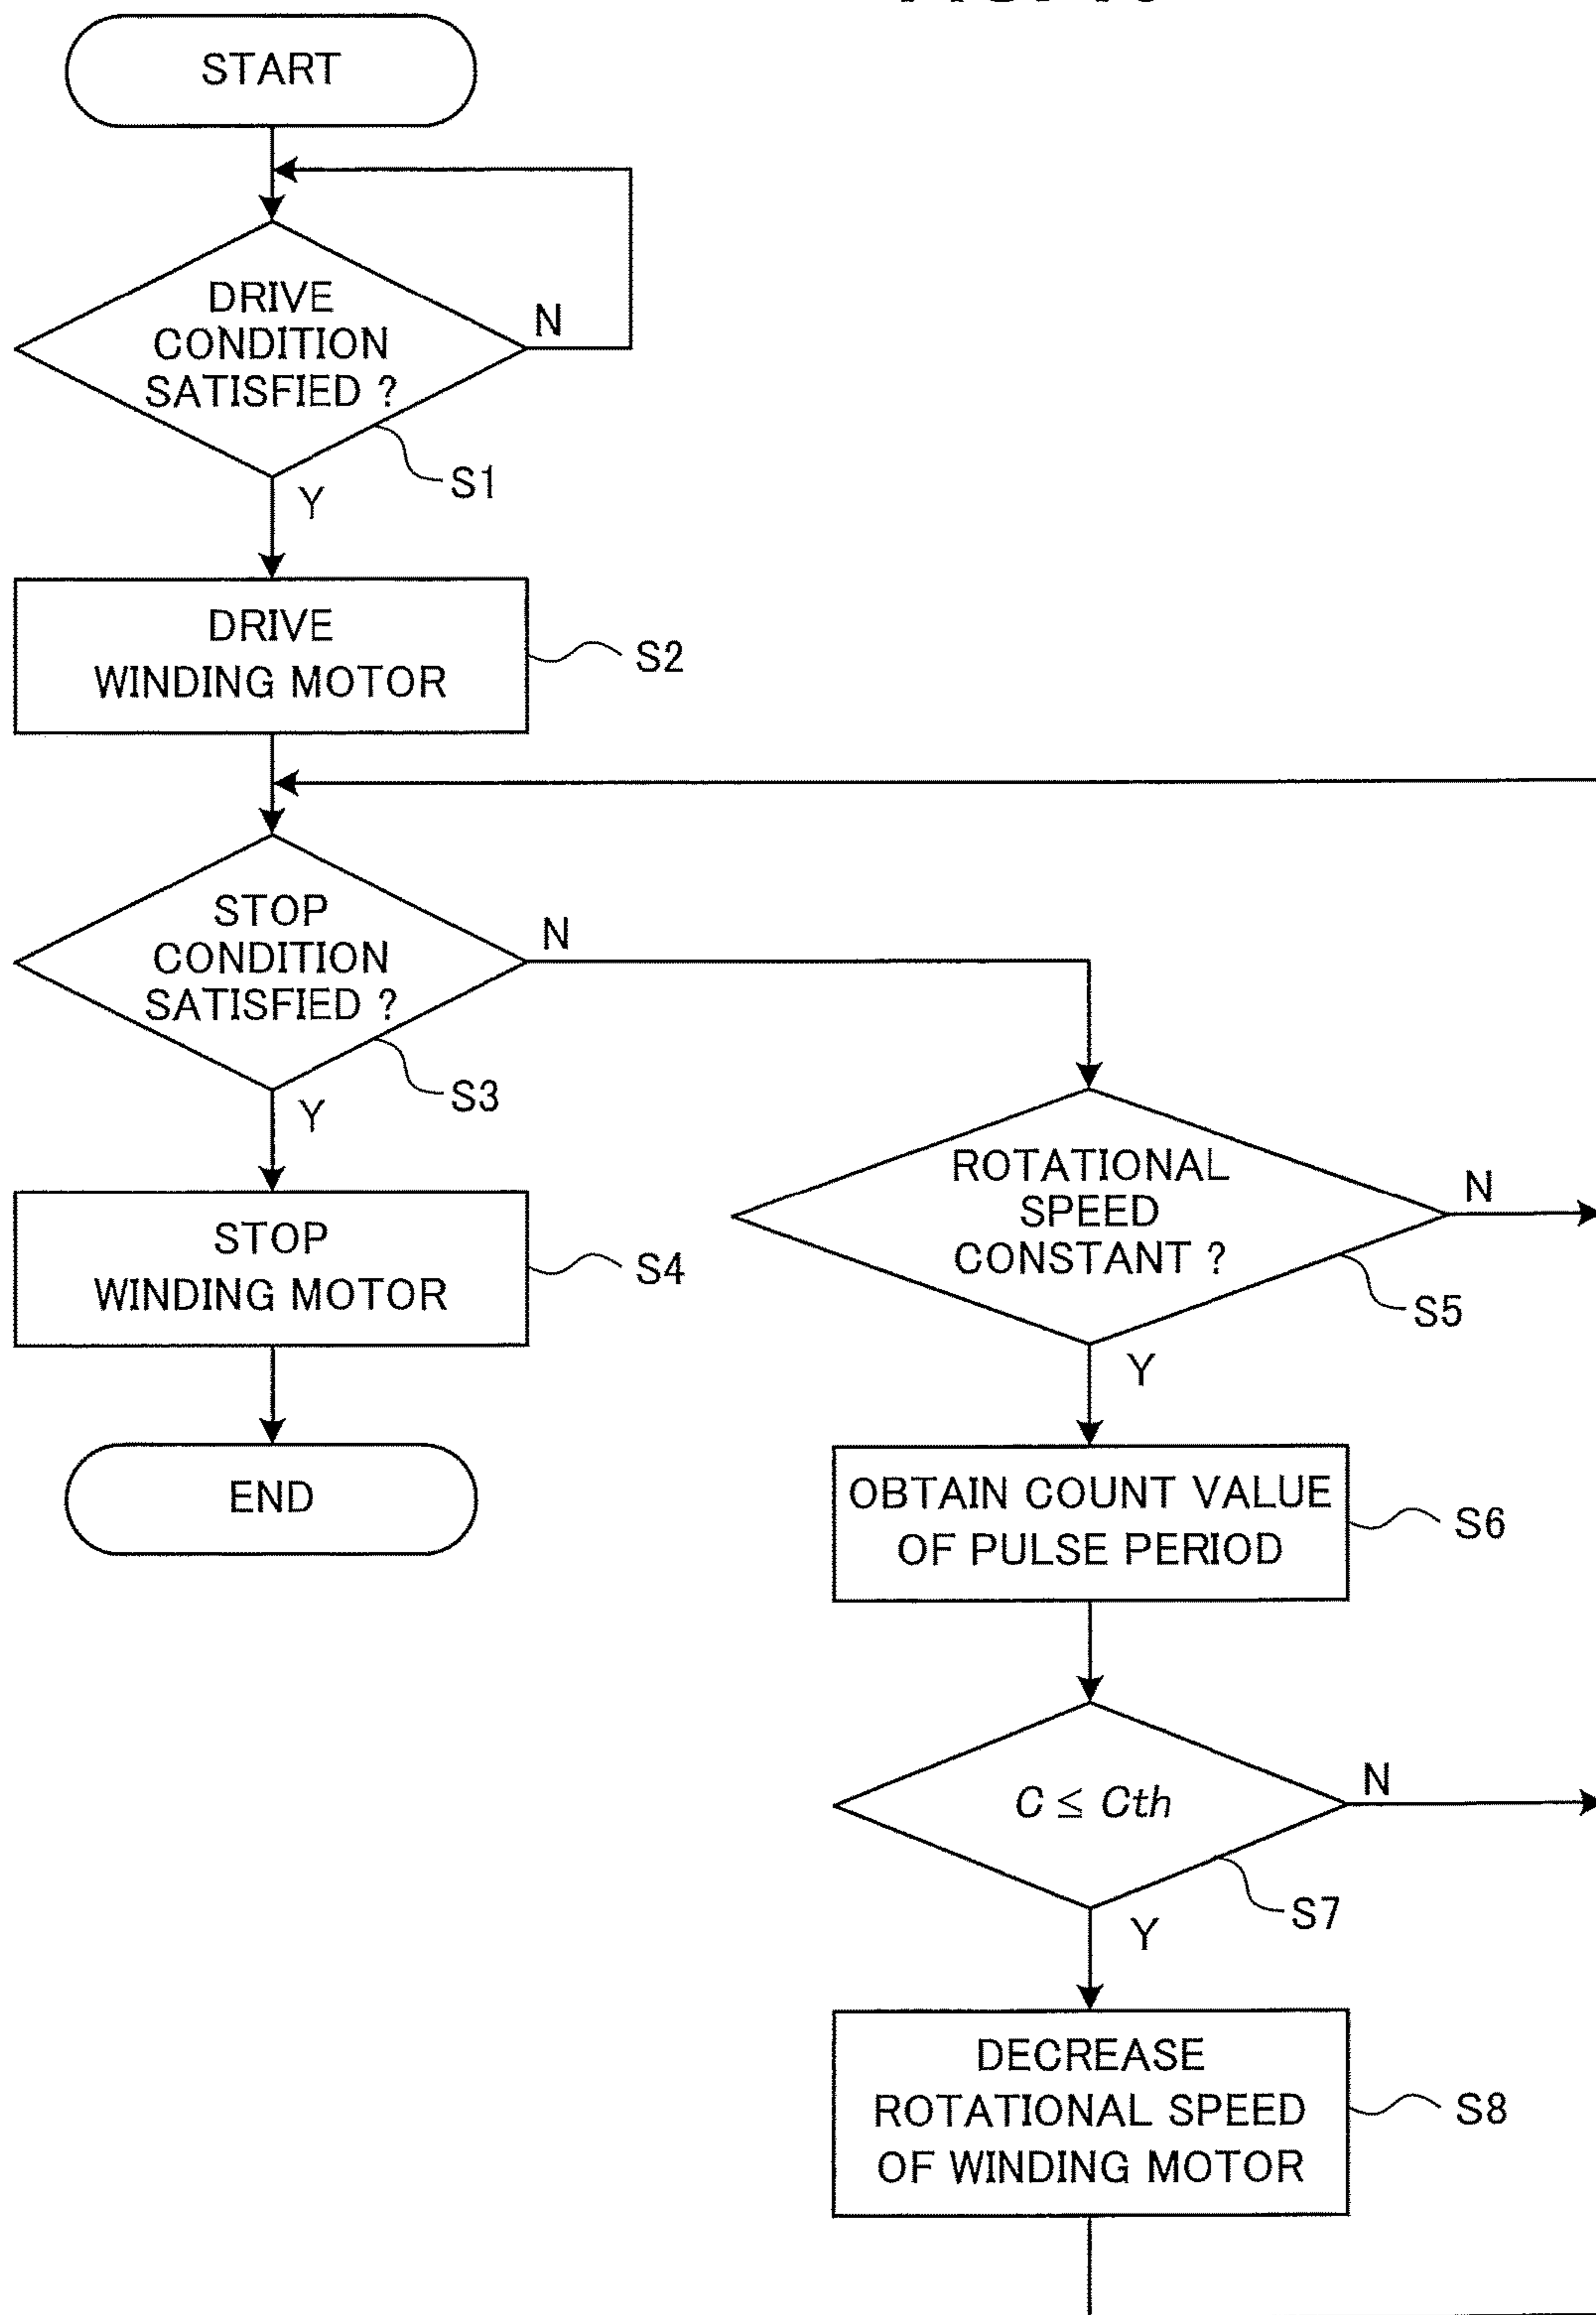 START
DRIVE
CONDITION
SATISFIED ?
N
S1
Y
DRIVE
WINDING MOTOR
S2
STOP
CONDITION
SATISFIED ?
N
S3
Y
STOP
WINDING MOTOR
S4
END
ROTATIONAL
SPEED
CONSTANT ?
N
S5
Y
OBTAIN COUNT VALUE
OF PULSE PERIOD
S6
C ≤ Cth
N
S7
Y
DECREASE
ROTATIONAL SPEED
OF WINDING MOTOR
S8